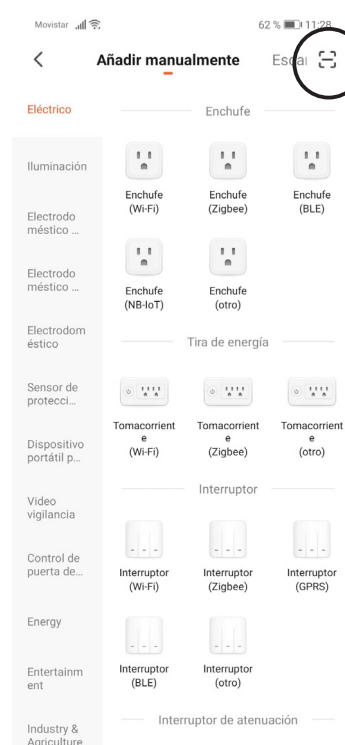 Movistar 62 % 11:28
Añadir manualmente Escan
Eléctrico
Enchufe
Iluminación
Enchufe
(Wi-Fi)
Enchufe
(Zigbee)
Enchufe
(BLE)
Electrodo
méstico ...
Electrodo
méstico ...
Enchufe
(NB-IoT)
Enchufe
(otro)
Electrodom
éstico
Tira de energía
Sensor de
protecci...
Tomacorrient
e
(Wi-Fi)
Tomacorrient
e
(Zigbee)
Tomacorrient
e
(otro)
Dispositivo
portátil p...
Interruptor
Video
vigilancia
Control de
puerta de...
Interruptor
(Wi-Fi)
Interruptor
(Zigbee)
Interruptor
(GPRS)
Energy
Entertainm
ent
Interruptor
(BLE)
Interruptor
(otro)
Interruptor de atenuación
Industry &
Agriculture